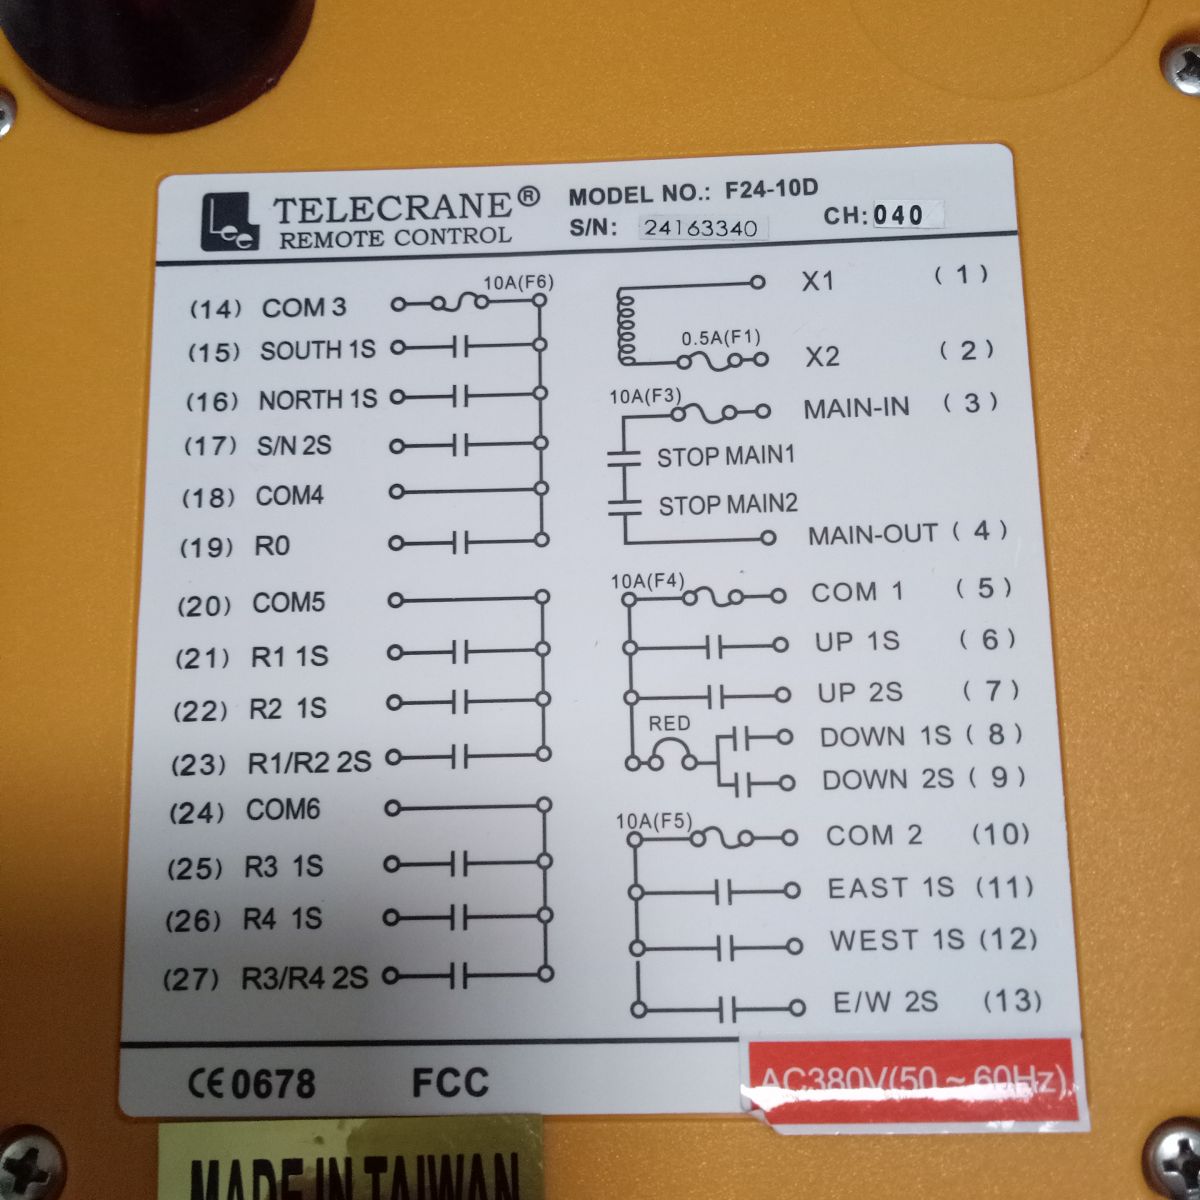 Lee TELECRANE® MODEL NO.: F24-10D
REMOTE CONTROL S/N: 24163340 CH: 040
10A(F6)
(14) COM 3
(15) SOUTH 1S
(16) NORTH 1S
(17) S/N 2S
(18) COM4
(19) R0
(20) COM5
(21) R1 1S
(22) R2 1S
(23) R1/R2 2S
(24) COM6
(25) R3 1S
(26) R4 1S
(27) R3/R4 2S
X1 (1)
0.5A(F1)
X2 (2)
10A(F3)
MAIN-IN (3)
STOP MAIN1
STOP MAIN2
MAIN-OUT (4)
10A(F4)
COM 1 (5)
UP 1S (6)
UP 2S (7)
RED
DOWN 1S (8)
DOWN 2S (9)
10A(F5)
COM 2 (10)
EAST 1S (11)
WEST 1S (12)
E/W 2S (13)
CE 0678 FCC
AC380V(50~60Hz)
MADE IN TAIWAN